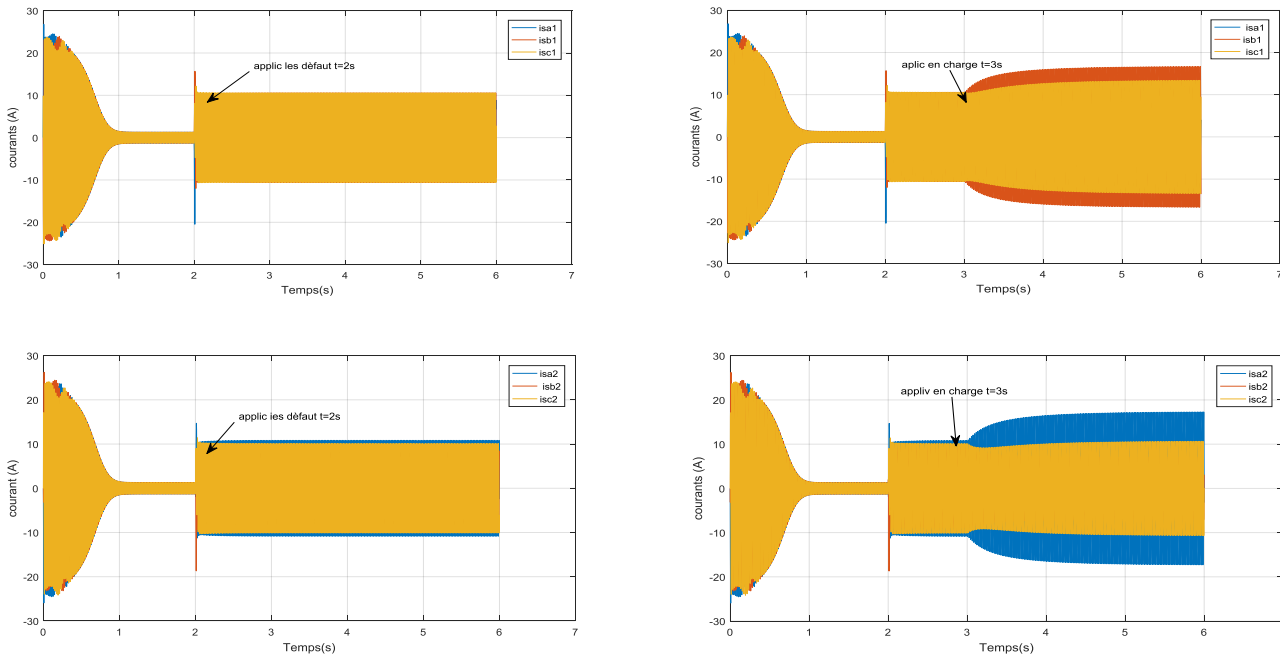 isa1
isb1
isc1
applic les dèfaut t=2s
courants (A)
30
20
10
0
-10
-20
-30
0
1
2
3
4
5
6
7
Temps(s)
isa1
isb1
isc1
aplic en charge t=3s
courants (A)
30
20
10
0
-10
-20
-30
0
1
2
3
4
5
6
7
Temps(s)
isa2
isb2
isc2
applic ies dèfaut t=2s
courant (A)
30
20
10
0
-10
-20
-30
0
1
2
3
4
5
6
7
Temps(s)
isa2
isb2
isc2
appliv en charge t=3s
courants (A)
30
20
10
0
-10
-20
-30
0
1
2
3
4
5
6
Temps(s)